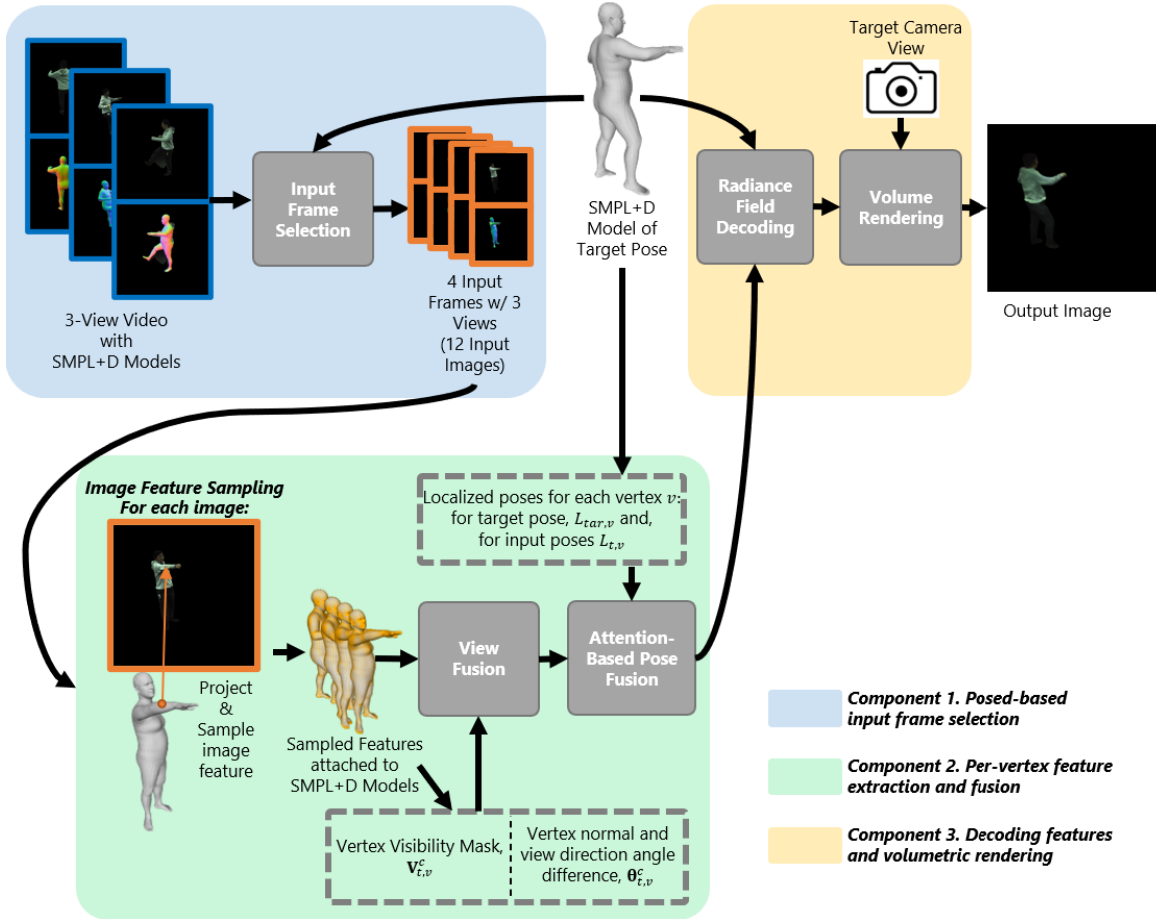 Target Camera
View
Input
Frame
Selection
Radiance
Field
Decoding
Volume
Rendering
SMPL+D
Model of
Target Pose
4 Input
Frames w/ 3
Views
(12 Input
Images)
3-View Video
with
SMPL+D Models
Output Image
Image Feature Sampling
For each image:
Localized poses for each vertex v:
for target pose, L_{tar,v} and,
for input poses L_{t,v}
View
Fusion
Attention-
Based Pose
Fusion
Project
&
Sample
image
feature
Sampled Features
attached to
SMPL+D Models
Vertex Visibility Mask,
V^c_{t,v}
Vertex normal and
view direction angle
difference, θ^c_{t,v}
Component 1. Posed-based
input frame selection
Component 2. Per-vertex feature
extraction and fusion
Component 3. Decoding features
and volumetric rendering